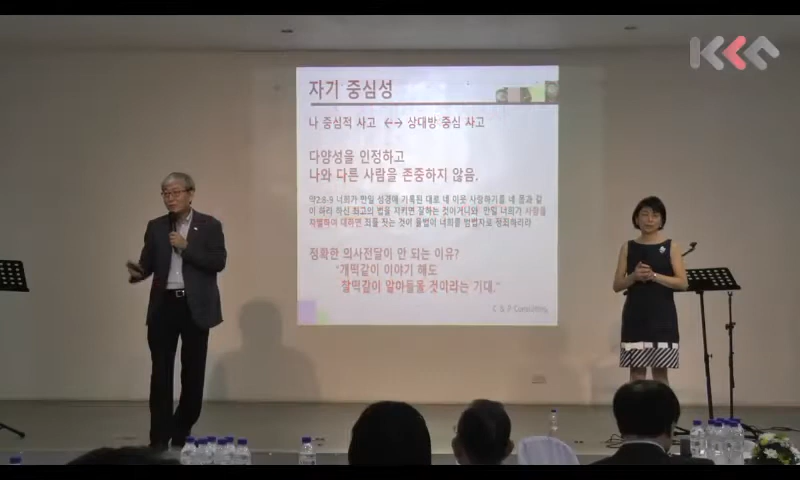 KCN
자기 중심성
나 중심적 사고 <-> 상대방 중심 사고
다양성을 인정하고
나와 다른 사람을 존중하지 않음.
약2:8-9 너희가 만일 성경에 기록된 대로 네 이웃 사랑하기를 네 몸과 같
이 하라 하신 최고의 법을 지키면 잘하는 것이거니와 만일 너희가 사람을
차별하여 대하면 죄를 짓는 것이 율법이 너희를 범법자로 정죄하리라
정확한 의사전달이 안 되는 이유?
"개떡같이 이야기 해도
찰떡같이 알아들을 것이라는 기대."
C & P Consulting